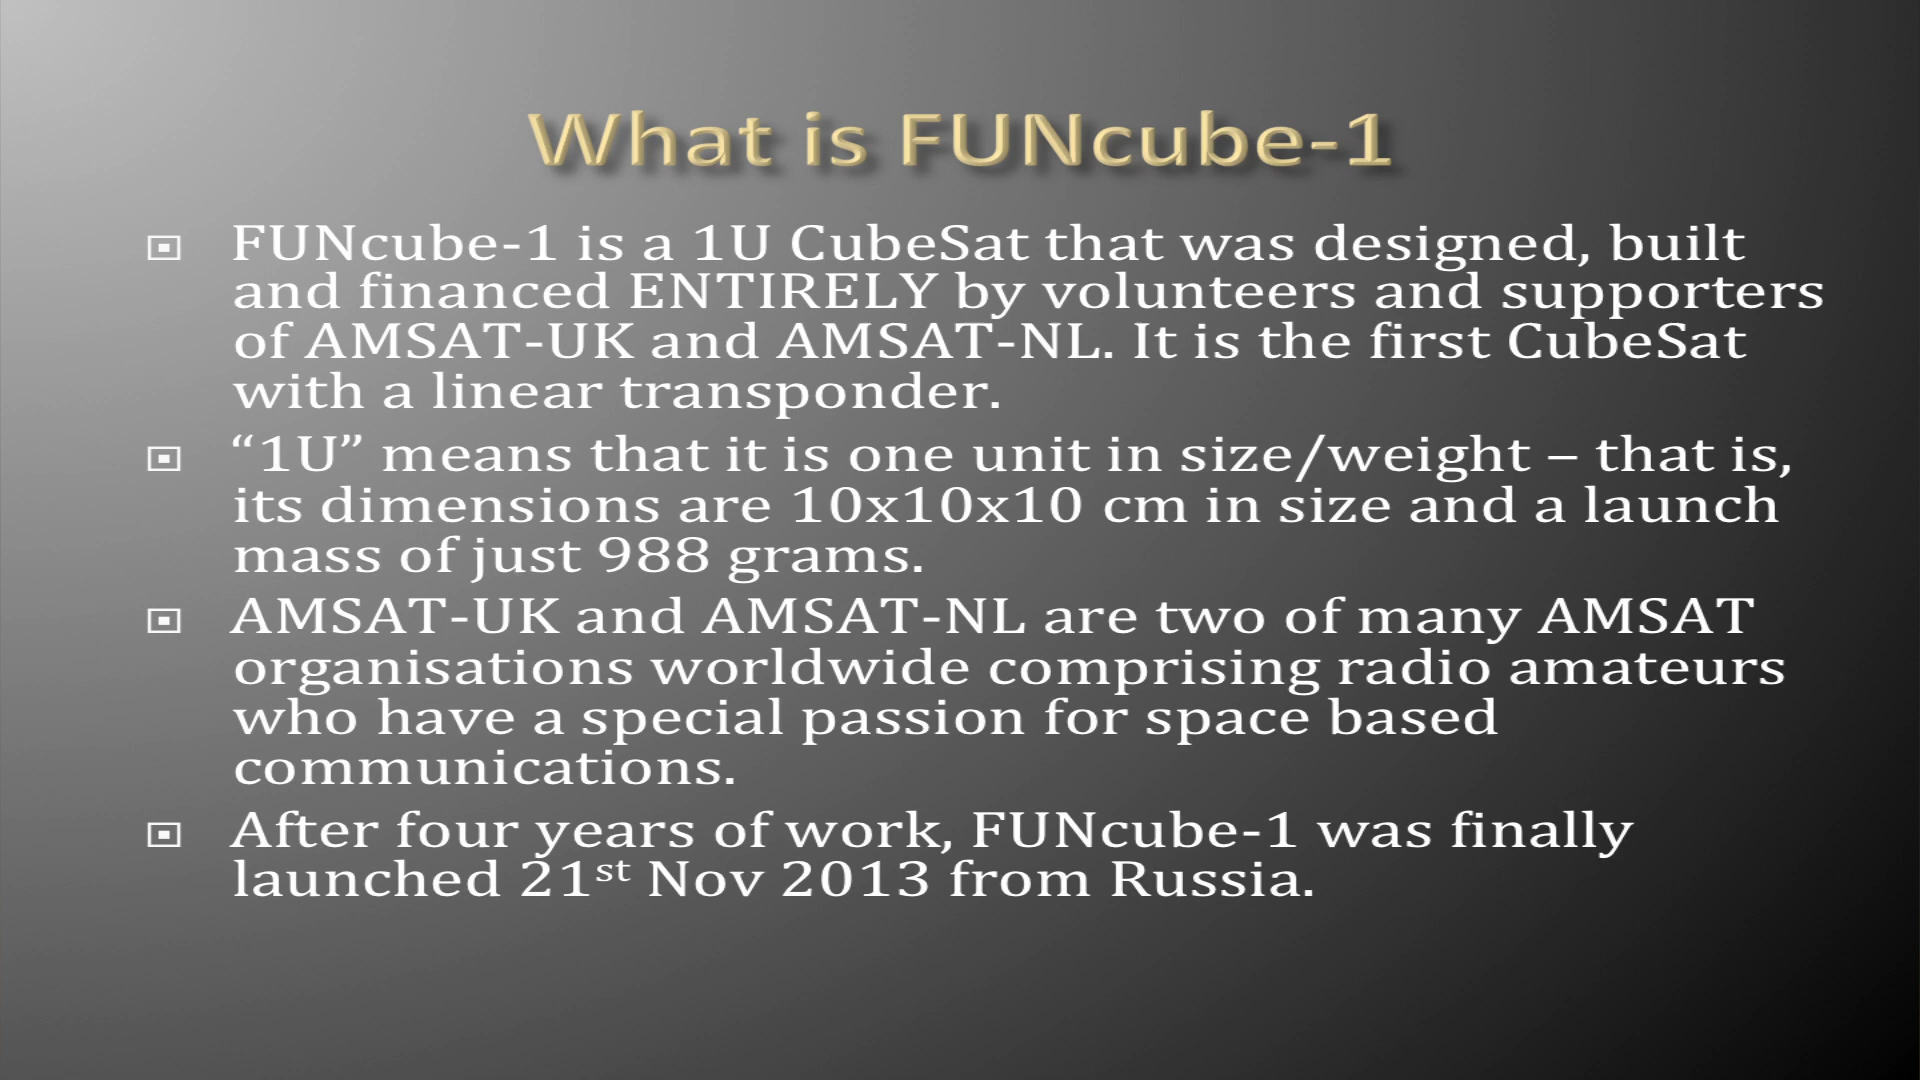 What is FUNcube-1
FUNcube-1 is a 1U CubeSat that was designed, built
and financed ENTIRELY by volunteers and supporters
of AMSAT-UK and AMSAT-NL. It is the first CubeSat
with a linear transponder.
“1U” means that it is one unit in size/weight – that is,
its dimensions are 10x10x10 cm in size and a launch
mass of just 988 grams.
AMSAT-UK and AMSAT-NL are two of many AMSAT
organisations worldwide comprising radio amateurs
who have a special passion for space based
communications.
After four years of work, FUNcube-1 was finally
launched 21st Nov 2013 from Russia.